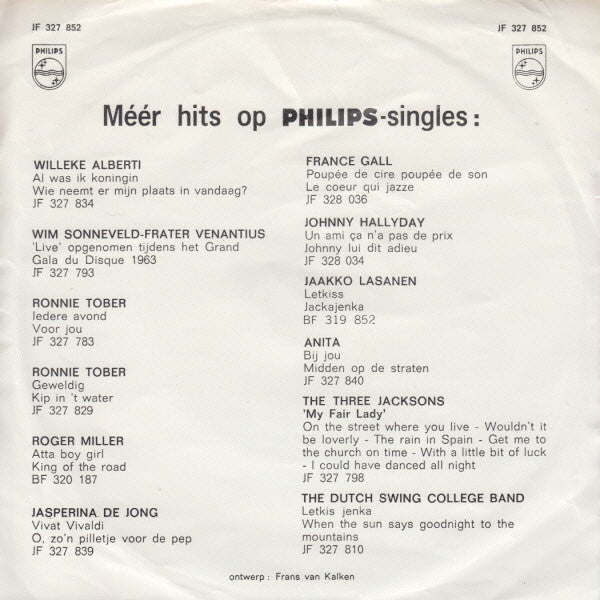 JF 327 852
JF 327 852
PHILIPS
PHILIPS
Méér hits op PHILIPS-singles:
WILLEKE ALBERTI
Al was ik koningin
Wie neemt er mijn plaats in vandaag?
JF 327 834
WIM SONNEVELD-FRATER VENANTIUS
'Live' opgenomen tijdens het Grand
Gala du Disque 1963
JF 327 793
RONNIE TOBER
Iedere avond
Voor jou
JF 327 783
RONNIE TOBER
Geweldig
Kip in 't water
JF 327 829
ROGER MILLER
Atta boy girl
King of the road
BF 320 187
JASPERINA DE JONG
Vivat Vivaldi
O, zo'n pilletje voor de pep
JF 327 839
FRANCE GALL
Poupée de cire poupée de son
Le coeur qui jazze
JF 328 036
JOHNNY HALLYDAY
Un ami ça n'a pas de prix
Johnny lui dit adieu
JF 328 034
JAAKKO LASANEN
Letkiss
Jackajenka
BF 319 852
ANITA
Bij jou
Midden op de straten
JF 327 840
THE THREE JACKSONS
'My Fair Lady'
On the street where you live - Wouldn't it
be loverly - The rain in Spain - Get me to
the church on time - With a little bit of luck
- I could have danced all night
JF 327 798
THE DUTCH SWING COLLEGE BAND
Letkis jenka
When the sun says goodnight to the
mountains
JF 327 810
ontwerp: Frans van Kalken